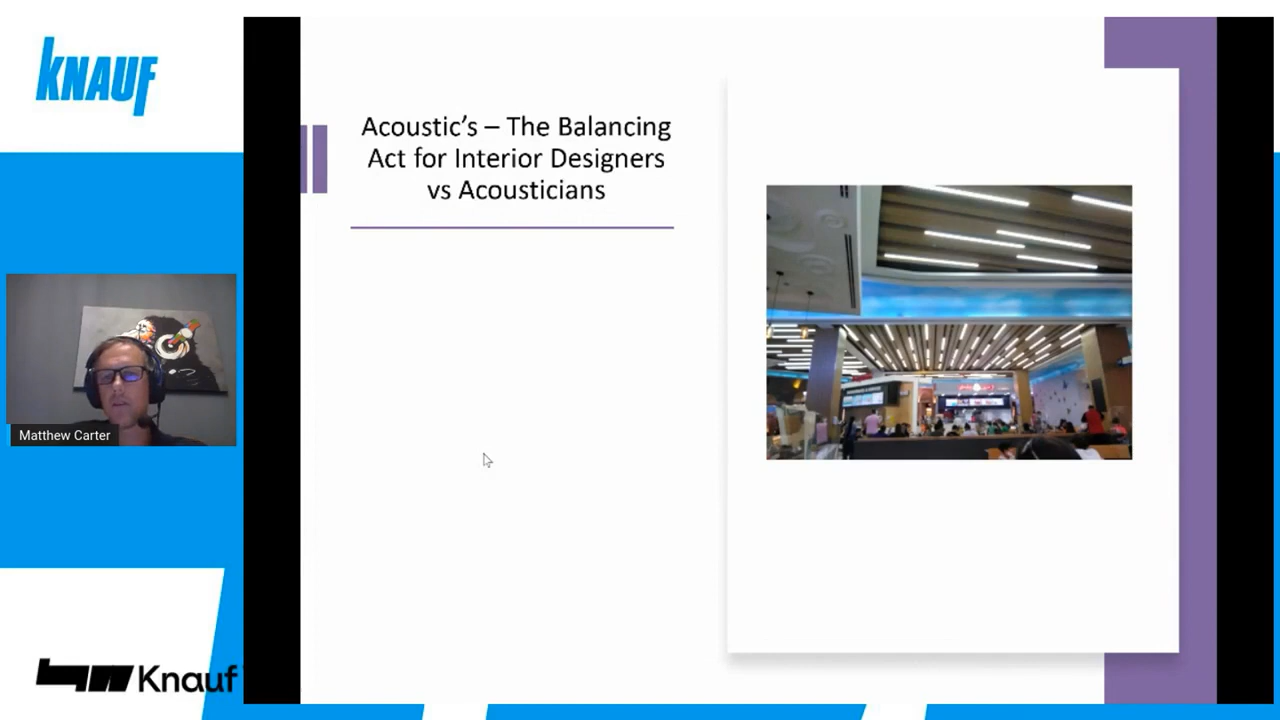 KNAUF
Acoustic's – The Balancing
Act for Interior Designers
vs Acousticians
Matthew Carter
Knauf